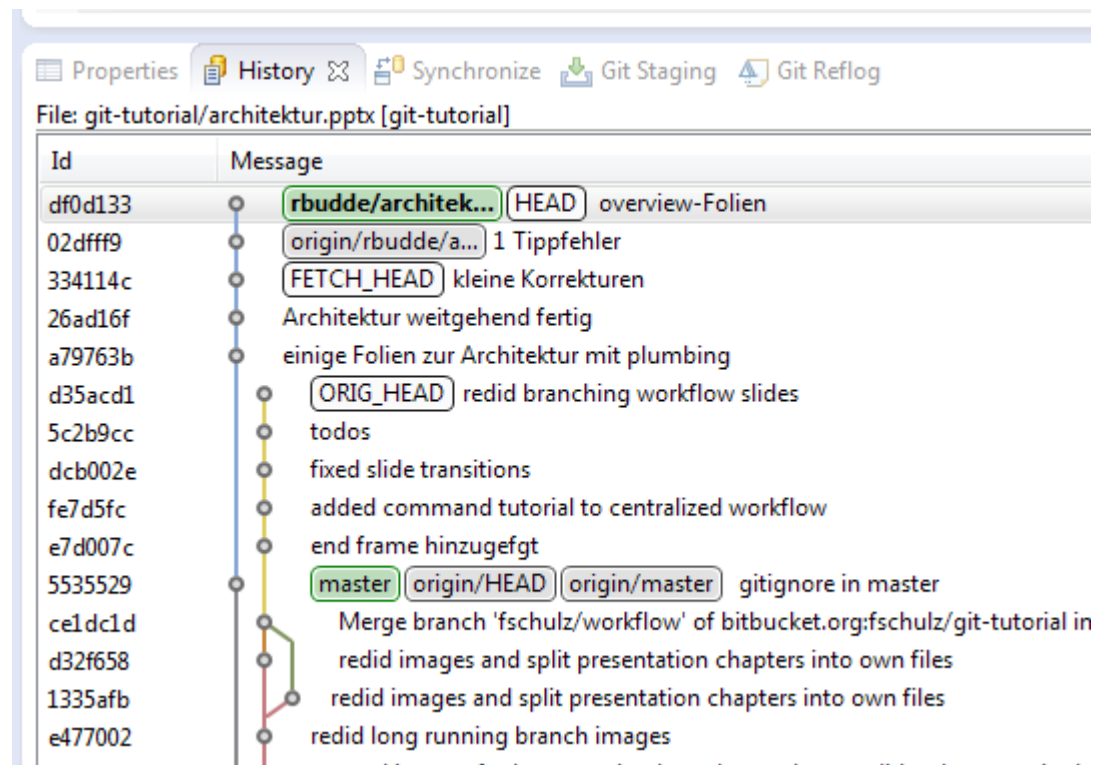 Properties History Synchronize Git Staging Git Reflog
File: git-tutorial/architektur.pptx [git-tutorial]
Id Message
df0d133 rbudde/architek... HEAD overview-Folien
02dfff9 origin/rbudde/a... 1 Tippfehler
334114c FETCH_HEAD kleine Korrekturen
26ad16f Architektur weitgehend fertig
a79763b einige Folien zur Architektur mit plumbing
d35acd1 ORIG_HEAD redid branching workflow slides
5c2b9cc todos
dcb002e fixed slide transitions
fe7d5fc added command tutorial to centralized workflow
e7d007c end frame hinzugefgt
5535529 master origin/HEAD origin/master gitignore in master
ce1dc1d Merge branch 'fschulz/workflow' of bitbucket.org:fschulz/git-tutorial in
d32f658 redid images and split presentation chapters into own files
1335afb redid images and split presentation chapters into own files
e477002 redid long running branch images